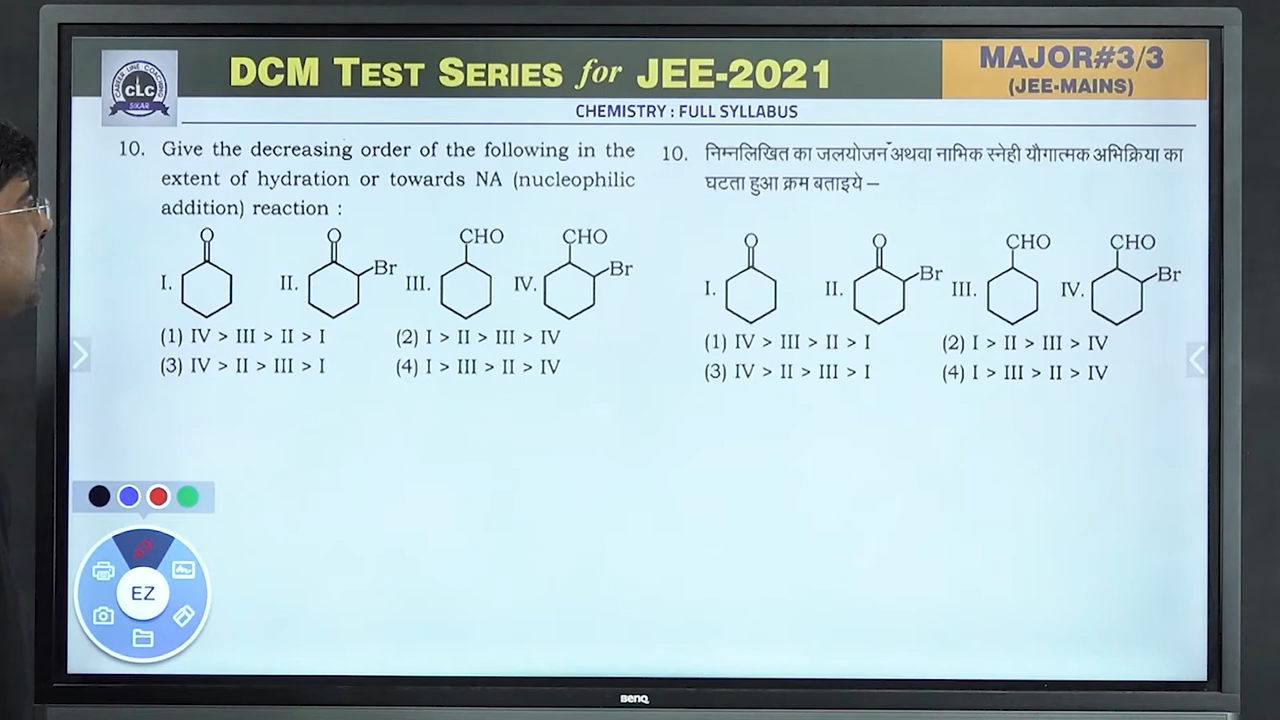 CAREER LINE COACHING
CLC
SIKAR
DCM TEST SERIES for JEE-2021
MAJOR#3/3
(JEE-MAINS)
CHEMISTRY : FULL SYLLABUS
10. Give the decreasing order of the following in the
extent of hydration or towards NA (nucleophilic
addition) reaction :
O O CHO CHO
I. II. Br III. IV. Br
(1) IV > III > II > I (2) I > II > III > IV
(3) IV > II > III > I (4) I > III > II > IV
10. निम्नलिखित का जलयोजन अथवा नाभिक स्नेही यौगात्मक अभिक्रिया का
घटता हुआ क्रम बताइये –
O O CHO CHO
I. II. Br III. IV. Br
(1) IV > III > II > I (2) I > II > III > IV
(3) IV > II > III > I (4) I > III > II > IV
EZ
BenQ